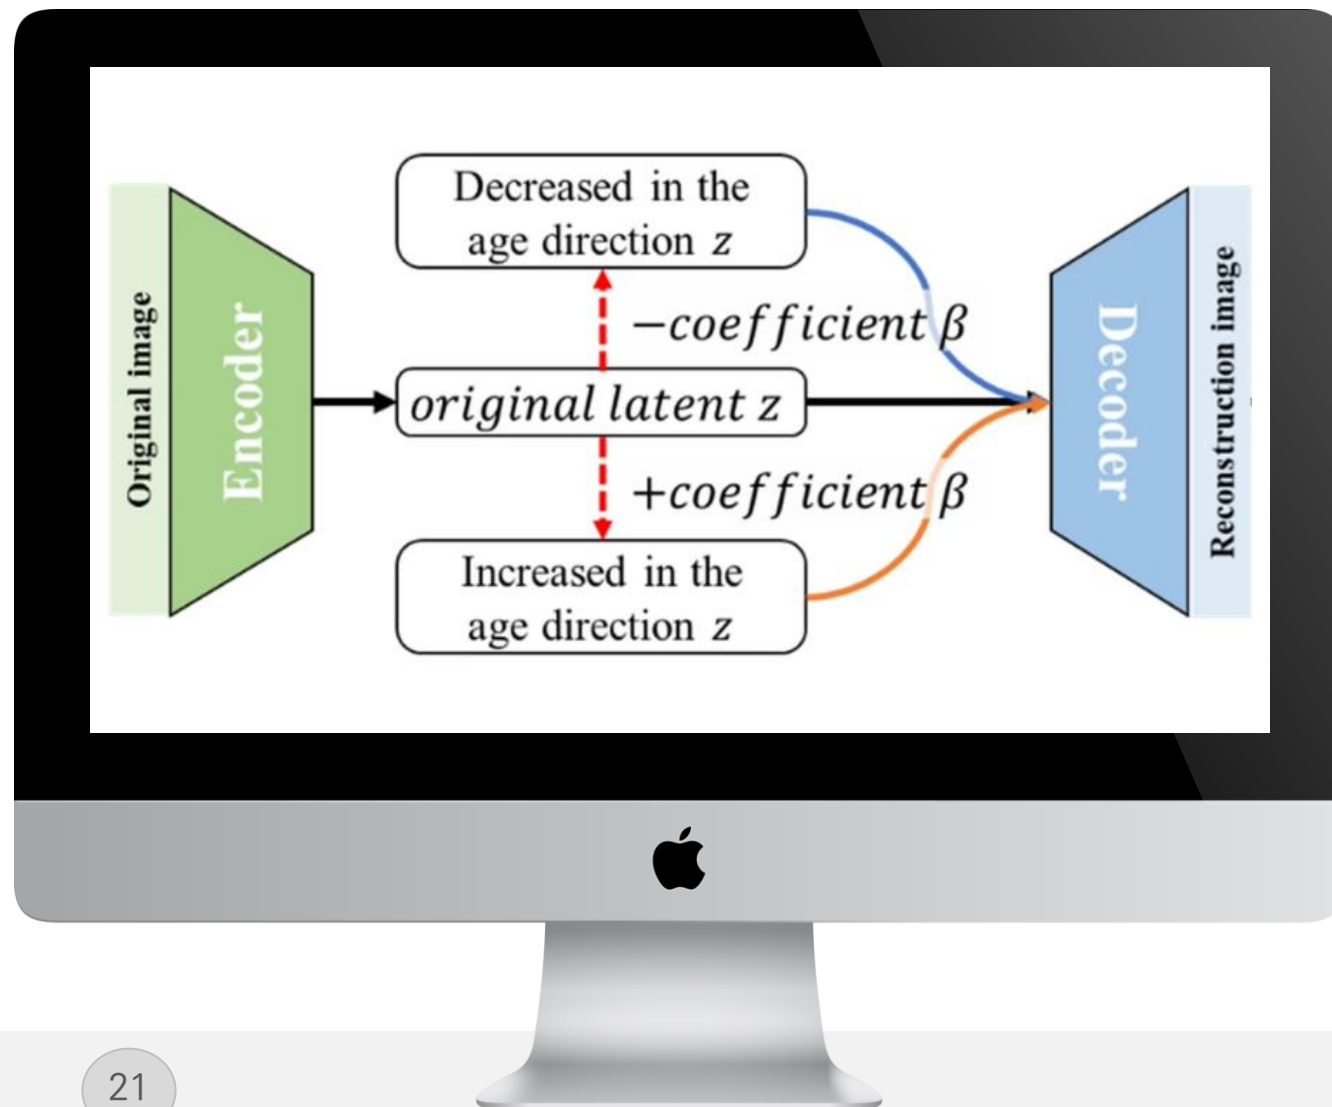 Original image
Encoder
Decreased in the
age direction z
−coefficient β
original latent z
+coefficient β
Increased in the
age direction z
Decoder
Reconstruction image
21